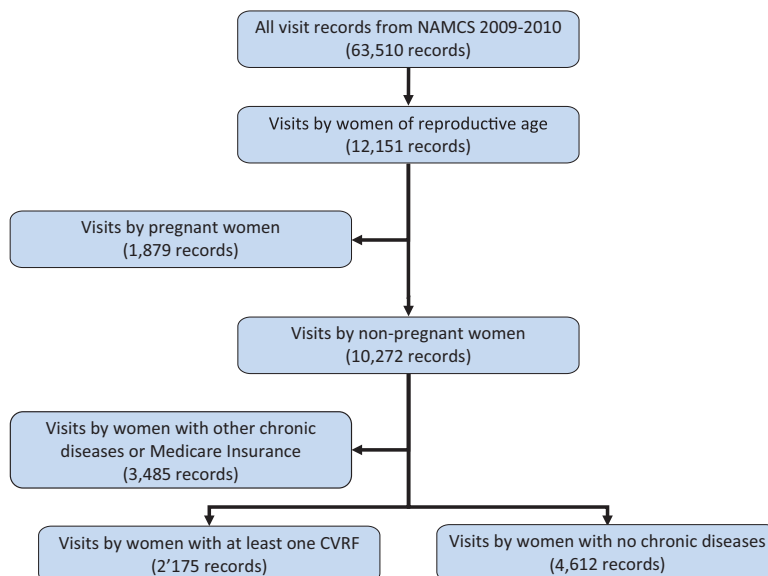 All visit records from NAMCS 2009-2010
(63,510 records)
Visits by women of reproductive age
(12,151 records)
Visits by pregnant women
(1,879 records)
Visits by non-pregnant women
(10,272 records)
Visits by women with other chronic
diseases or Medicare Insurance
(3,485 records)
Visits by women with at least one CVRF
(2'175 records)
Visits by women with no chronic diseases
(4,612 records)